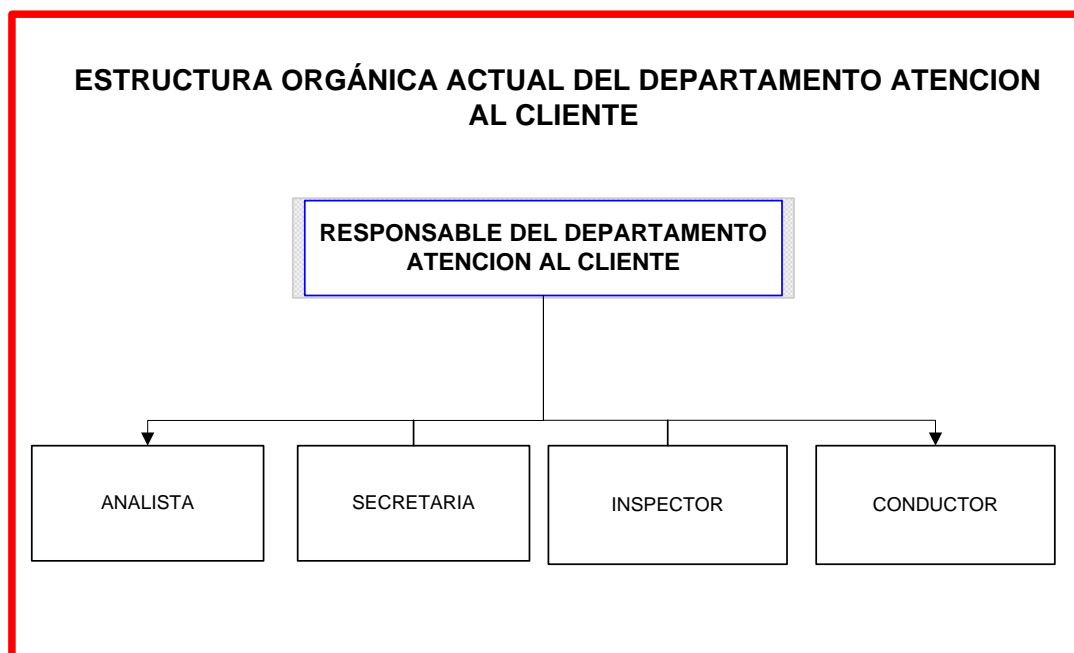 ESTRUCTURA ORGÁNICA ACTUAL DEL DEPARTAMENTO ATENCION
AL CLIENTE
RESPONSABLE DEL DEPARTAMENTO
ATENCION AL CLIENTE
ANALISTA
SECRETARIA
INSPECTOR
CONDUCTOR